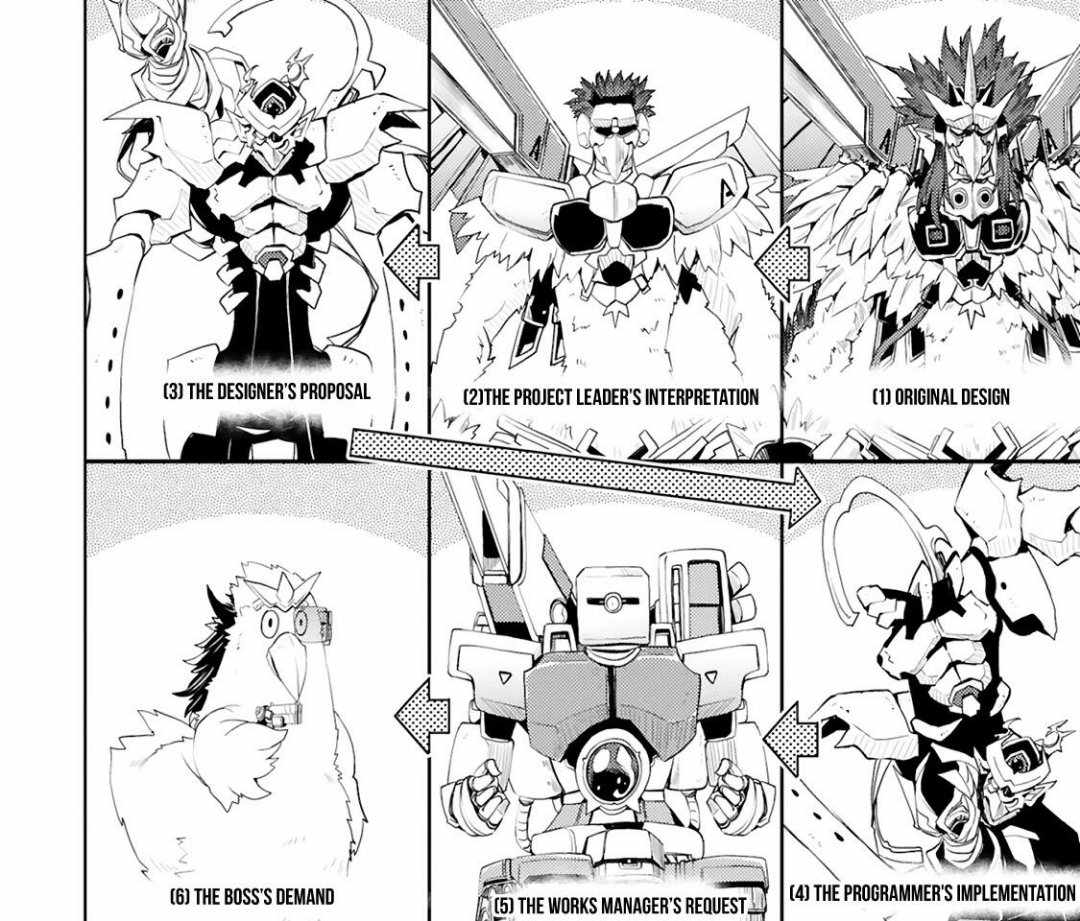 (1) ORIGINAL DESIGN
(2)THE PROJECT LEADER'S INTERPRETATION
(3) THE DESIGNER'S PROPOSAL
(4) THE PROGRAMMER'S IMPLEMENTATION
(5) THE WORKS MANAGER'S REQUEST
(6) THE BOSS'S DEMAND